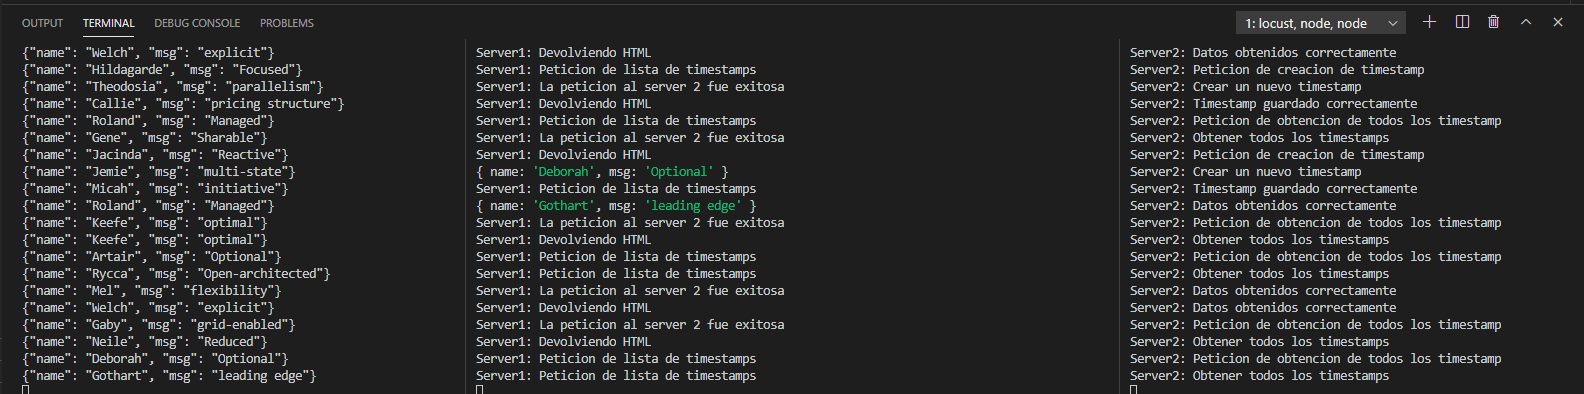 OUTPUT TERMINAL DEBUG CONSOLE PROBLEMS 1: locust, node, node
{"name": "Welch", "msg": "explicit"}
{"name": "Hildagarde", "msg": "Focused"}
{"name": "Theodosia", "msg": "parallelism"}
{"name": "Callie", "msg": "pricing structure"}
{"name": "Roland", "msg": "Managed"}
{"name": "Gene", "msg": "Sharable"}
{"name": "Jacinda", "msg": "Reactive"}
{"name": "Jemie", "msg": "multi-state"}
{"name": "Micah", "msg": "initiative"}
{"name": "Roland", "msg": "Managed"}
{"name": "Keefe", "msg": "optimal"}
{"name": "Keefe", "msg": "optimal"}
{"name": "Artair", "msg": "Optional"}
{"name": "Rycca", "msg": "Open-architected"}
{"name": "Mel", "msg": "flexibility"}
{"name": "Welch", "msg": "explicit"}
{"name": "Gaby", "msg": "grid-enabled"}
{"name": "Neile", "msg": "Reduced"}
{"name": "Deborah", "msg": "Optional"}
{"name": "Gothart", "msg": "leading edge"}
Server1: Devolviendo HTML
Server1: Peticion de lista de timestamps
Server1: La peticion al server 2 fue exitosa
Server1: Devolviendo HTML
Server1: Peticion de lista de timestamps
Server1: La peticion al server 2 fue exitosa
Server1: Devolviendo HTML
{ name: 'Deborah', msg: 'Optional' }
Server1: Peticion de lista de timestamps
{ name: 'Gothart', msg: 'leading edge' }
Server1: La peticion al server 2 fue exitosa
Server1: Devolviendo HTML
Server1: Peticion de lista de timestamps
Server1: Peticion de lista de timestamps
Server1: La peticion al server 2 fue exitosa
Server1: Devolviendo HTML
Server1: La peticion al server 2 fue exitosa
Server1: Devolviendo HTML
Server1: Peticion de lista de timestamps
Server1: Peticion de lista de timestamps
Server2: Datos obtenidos correctamente
Server2: Peticion de creacion de timestamp
Server2: Crear un nuevo timestamp
Server2: Timestamp guardado correctamente
Server2: Peticion de obtencion de todos los timestamp
Server2: Obtener todos los timestamps
Server2: Peticion de creacion de timestamp
Server2: Crear un nuevo timestamp
Server2: Timestamp guardado correctamente
Server2: Datos obtenidos correctamente
Server2: Peticion de obtencion de todos los timestamp
Server2: Obtener todos los timestamps
Server2: Peticion de obtencion de todos los timestamp
Server2: Obtener todos los timestamps
Server2: Datos obtenidos correctamente
Server2: Datos obtenidos correctamente
Server2: Peticion de obtencion de todos los timestamp
Server2: Obtener todos los timestamps
Server2: Peticion de obtencion de todos los timestamp
Server2: Obtener todos los timestamps